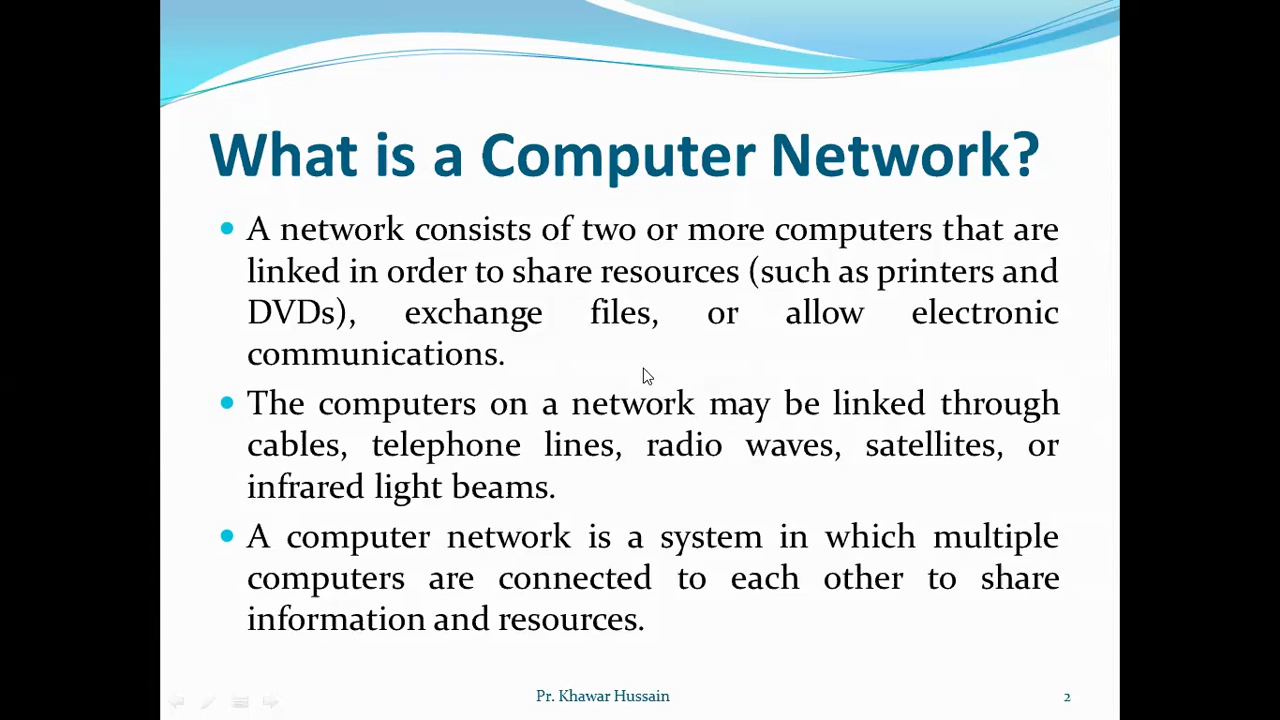 What is a Computer Network?
• A network consists of two or more computers that are
linked in order to share resources (such as printers and
DVDs), exchange files, or allow electronic
communications.
• The computers on a network may be linked through
cables, telephone lines, radio waves, satellites, or
infrared light beams.
• A computer network is a system in which multiple
computers are connected to each other to share
information and resources.
Pr. Khawar Hussain
2